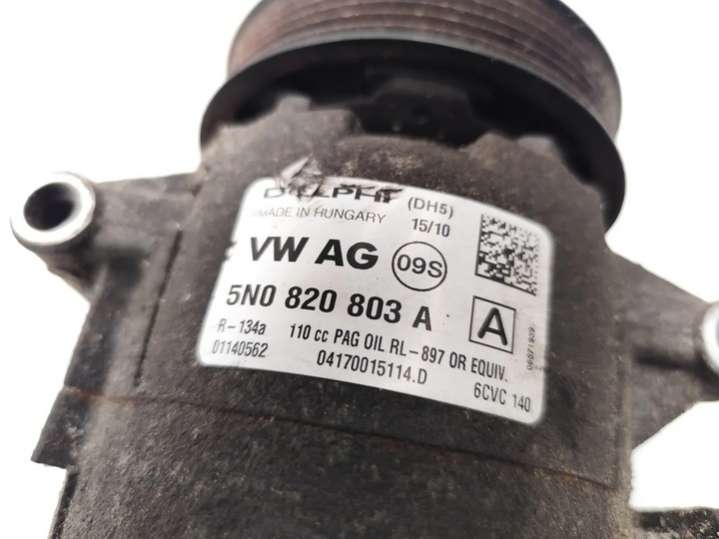 DELPHI (DH5)
MADE IN HUNGARY 15/10
VW AG 09S
5N0 820 803 A A
R-134a 110 cc PAG OIL RL-897 OR EQUIV.
01140562 04170015114.D 6CVC 140